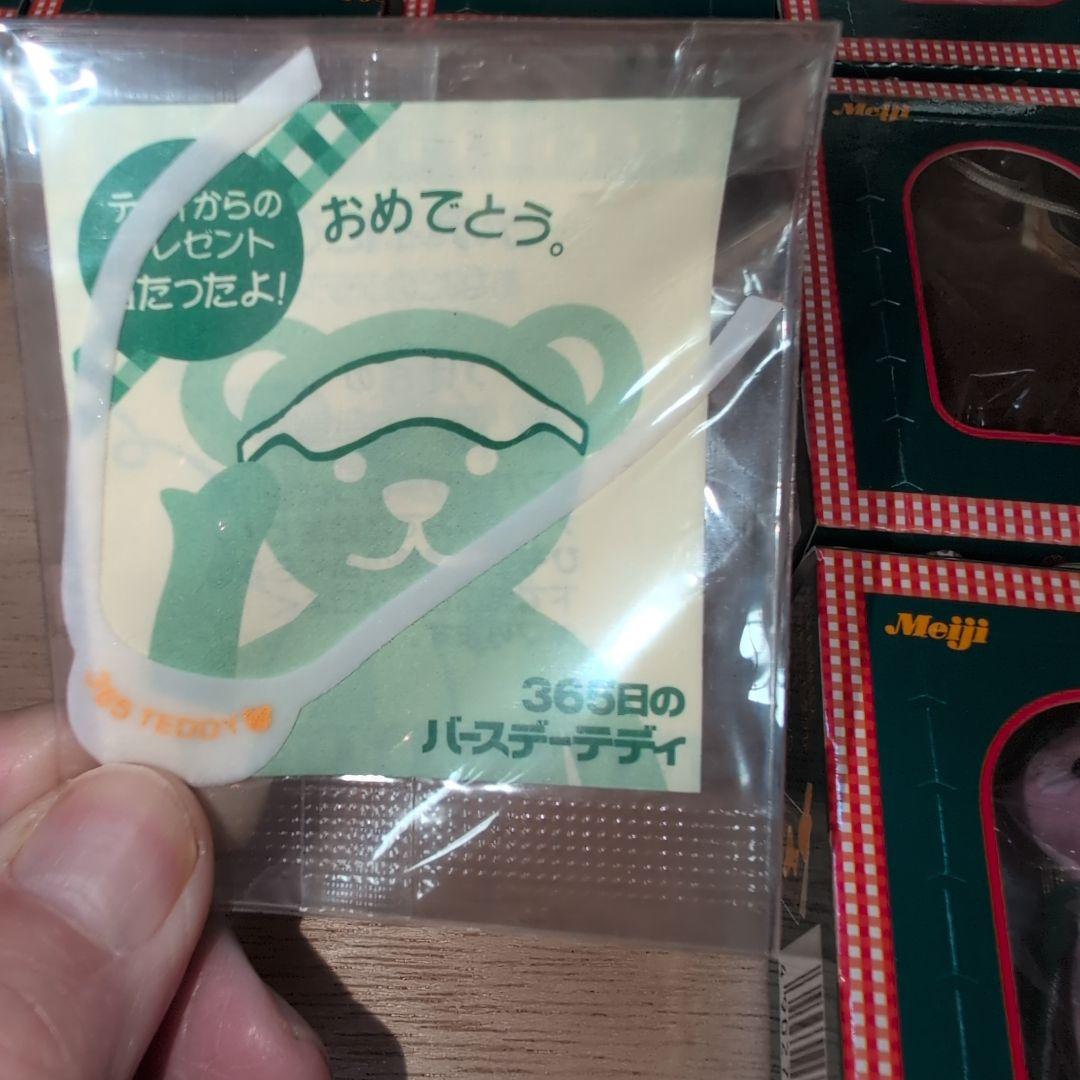 からの
レゼント
たったよ!
おめでとう。
365日の
バースデーテディ
365 TEDDY
Meiji
Meiji